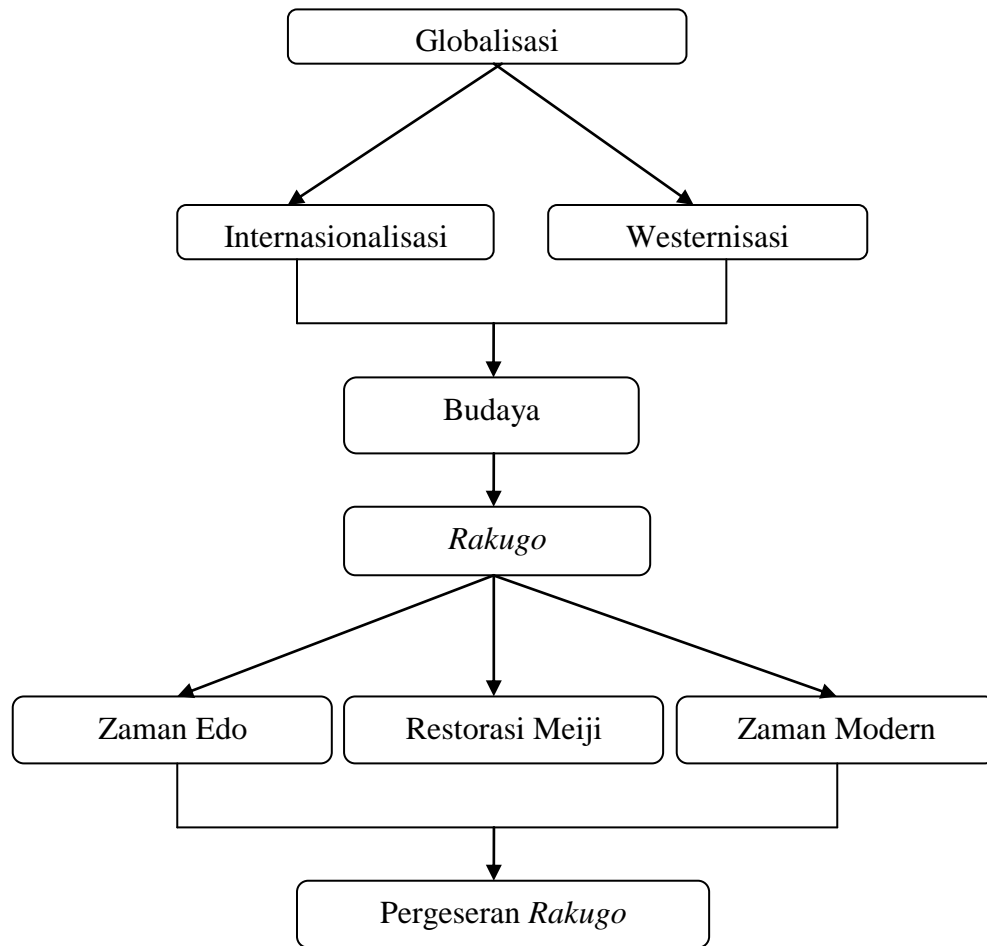 Globalisasi
Internasionalisasi
Westernisasi
Budaya
Rakugo
Zaman Edo
Restorasi Meiji
Zaman Modern
Pergeseran Rakugo